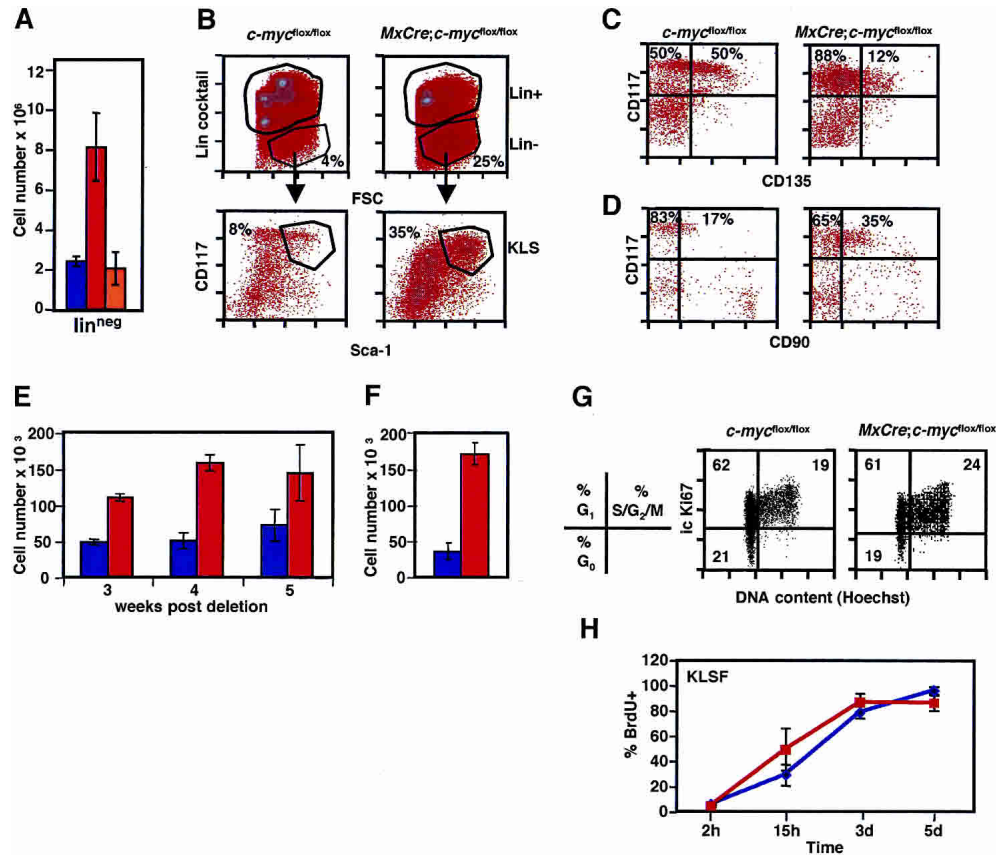 A
Cell number x 10⁶
12
10
8
6
4
2
0
lin^neg
B
c-myc^flox/flox
MxCre;c-myc^flox/flox
Lin cocktail
Lin+
Lin-
4%
25%
FSC
CD117
8%
35%
KLS
Sca-1
C
c-myc^flox/flox
MxCre;c-myc^flox/flox
CD117
50%
50%
88%
12%
CD135
D
CD117
83%
17%
65%
35%
CD90
E
Cell number x 10³
200
150
100
50
0
3
4
5
weeks post deletion
F
Cell number x 10³
200
150
100
50
0
G
c-myc^flox/flox
MxCre;c-myc^flox/flox
%
G₁
%
S/G₂/M
%
G₀
ic Ki67
62
19
21
61
24
19
DNA content (Hoechst)
H
% BrdU+
120
100
80
60
40
20
0
KLSF
2h
15h
3d
5d
Time